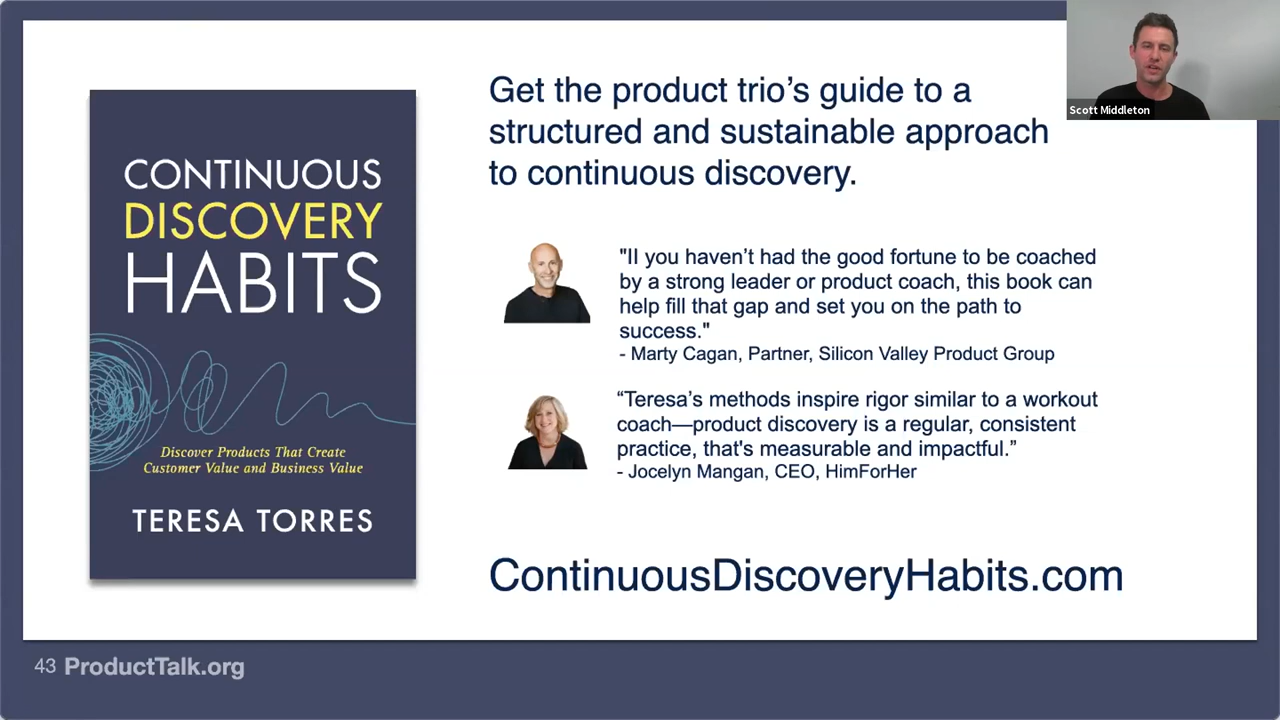 CONTINUOUS
DISCOVERY
HABITS
Discover Products That Create
Customer Value and Business Value
TERESA TORRES
Get the product trio’s guide to a
structured and sustainable approach
to continuous discovery.
"II you haven’t had the good fortune to be coached
by a strong leader or product coach, this book can
help fill that gap and set you on the path to
success."
- Marty Cagan, Partner, Silicon Valley Product Group
“Teresa’s methods inspire rigor similar to a workout
coach—product discovery is a regular, consistent
practice, that's measurable and impactful.”
- Jocelyn Mangan, CEO, HimForHer
ContinuousDiscoveryHabits.com
Scott Middleton
43 ProductTalk.org